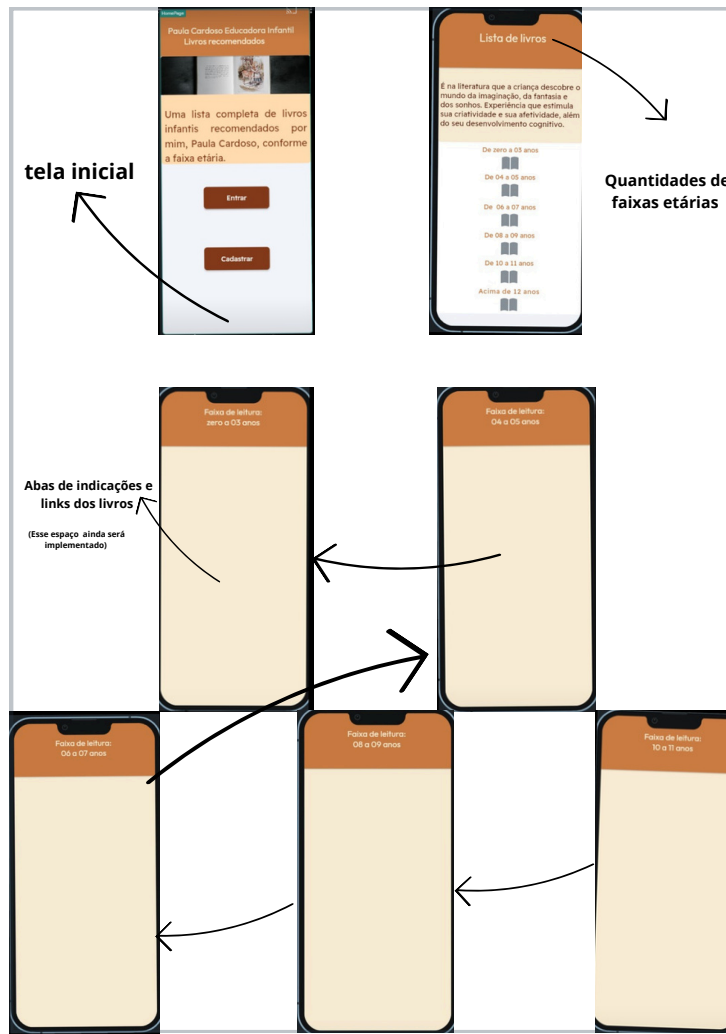 HomePage
Paula Cardoso Educadora Infantil
Livros recomendados
Uma lista completa de livros
infantis recomendados por
mim, Paula Cardoso, conforme
a faixa etária.
Entrar
Cadastrar
tela inicial
Lista de livros
É na literatura que a criança descobre o
mundo da imaginação, da fantasia e
dos sonhos. Experiência que estimula
sua criatividade e sua afetividade, além
do seu desenvolvimento cognitivo.
De zero a 03 anos
De 04 a 05 anos
De 06 a 07 anos
De 08 a 09 anos
De 10 a 11 anos
Acima de 12 anos
Quantidades de
faixas etárias
Faixa de leitura:
zero a 03 anos
Faixa de leitura:
04 a 05 anos
Abas de indicações e
links dos livros
(Esse espaço ainda será
implementado)
Faixa de leitura:
06 a 07 anos
Faixa de leitura:
08 a 09 anos
Faixa de leitura:
10 a 11 anos